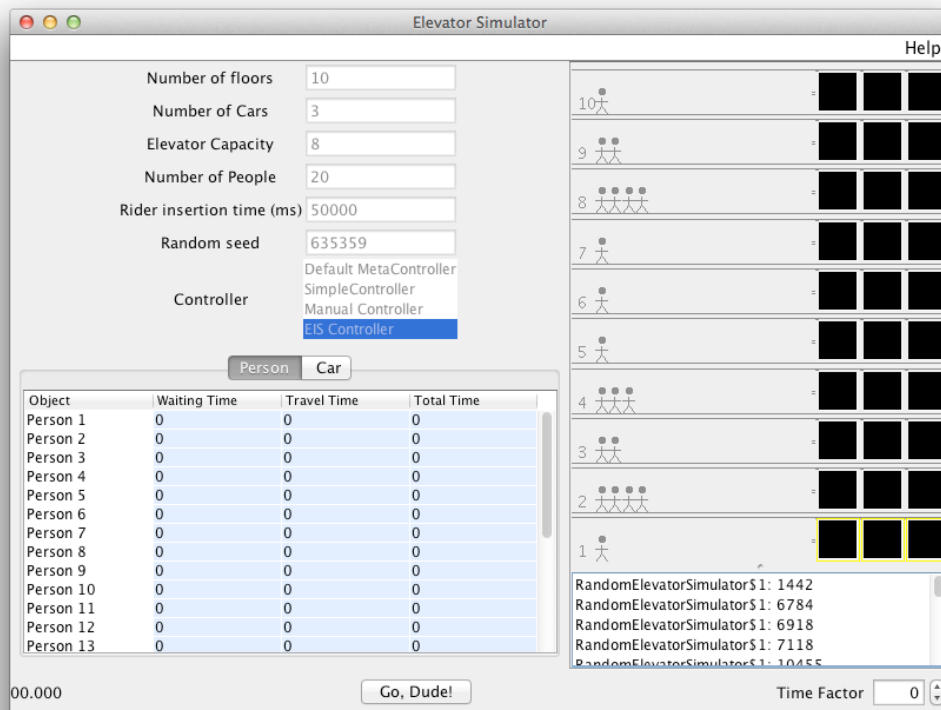 Elevator Simulator
Help
Number of floors 10
Number of Cars 3
Elevator Capacity 8
Number of People 20
Rider insertion time (ms) 50000
Random seed 635359
Controller
Default MetaController
SimpleController
Manual Controller
EIS Controller
Person Car
Object Waiting Time Travel Time Total Time
Person 1 0 0 0
Person 2 0 0 0
Person 3 0 0 0
Person 4 0 0 0
Person 5 0 0 0
Person 6 0 0 0
Person 7 0 0 0
Person 8 0 0 0
Person 9 0 0 0
Person 10 0 0 0
Person 11 0 0 0
Person 12 0 0 0
Person 13 0 0 0
10
9
8
7
6
5
4
3
2
1
RandomElevatorSimulator$1: 1442
RandomElevatorSimulator$1: 6784
RandomElevatorSimulator$1: 6918
RandomElevatorSimulator$1: 7118
RandomElevatorSimulator$1: 10455
00.000
Go, Dude!
Time Factor 0